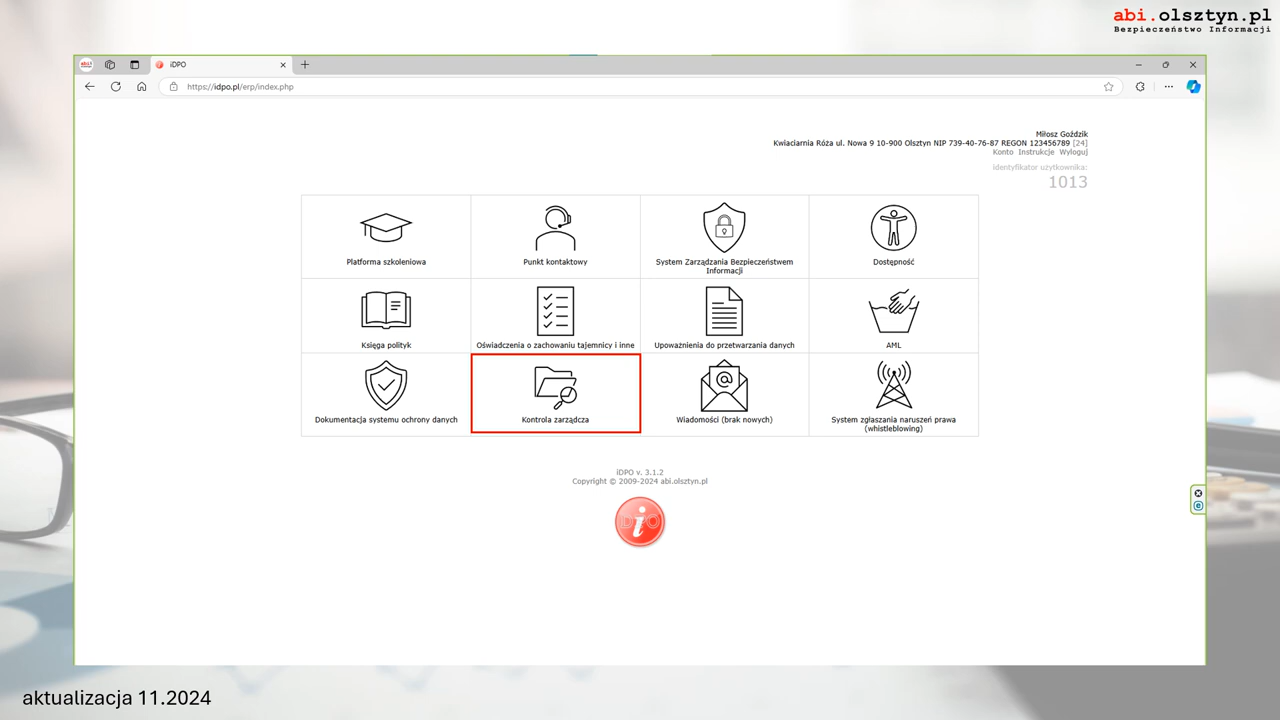 abi.olsztyn.pl
Bezpieczeństwo Informacji
iDPO
https://idpo.pl/erp/index.php
Miłosz Goździk
Kwiaciarnia Róża ul. Nowa 9 10-900 Olsztyn NIP 739-40-76-87 REGON 123456789 [24]
Konto Instrukcje Wyloguj
identyfikator uzytkownika:
1013
Platforma szkoleniowa
Punkt kontaktowy
System Zarządzania Bezpieczeństwem
Informacji
Dostępność
Księga polityk
Oświadczenia o zachowaniu tajemnicy i inne
Upoważnienia do przetwarzania danych
AML
Dokumentacja systemu ochrony danych
Kontrola zarządcza
Wiadomości (brak nowych)
System zgłaszania naruszeń prawa
(whistleblowing)
iDPO v. 3.1.2
Copyright © 2009-2024 abi.olsztyn.pl
iDPO
aktualizacja 11.2024